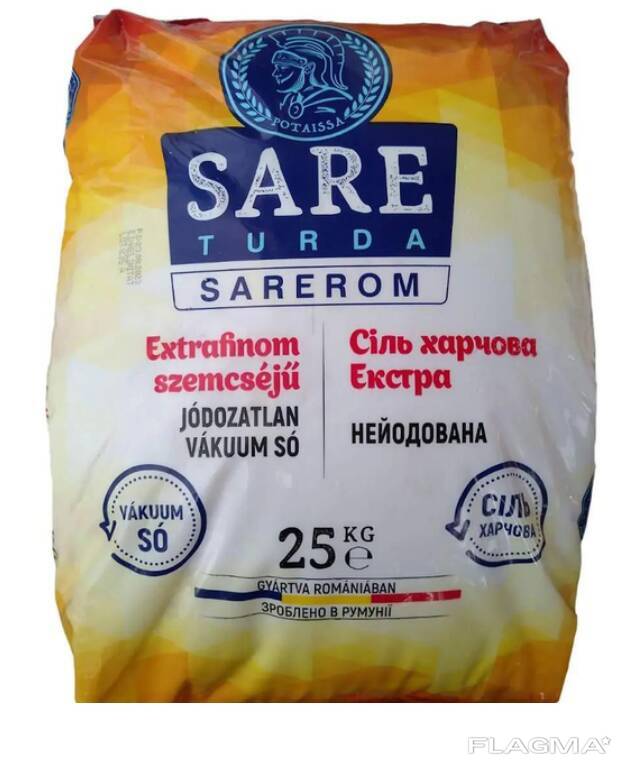 POTAISSA
SARE
TURDA
SAREROM
Extrafinom
szemcséjű
JÓDOZATLAN
VÁKUUM SÓ
Сіль харчова
Екстра
НЕЙОДОВАНА
VÁKUUM
SÓ
СІЛЬ
ХАРЧОВА
25 KG
℮
GYÁRTVA ROMÁNIÁBAN
ЗРОБЛЕНО В РУМУНІЇ
FLAGMA